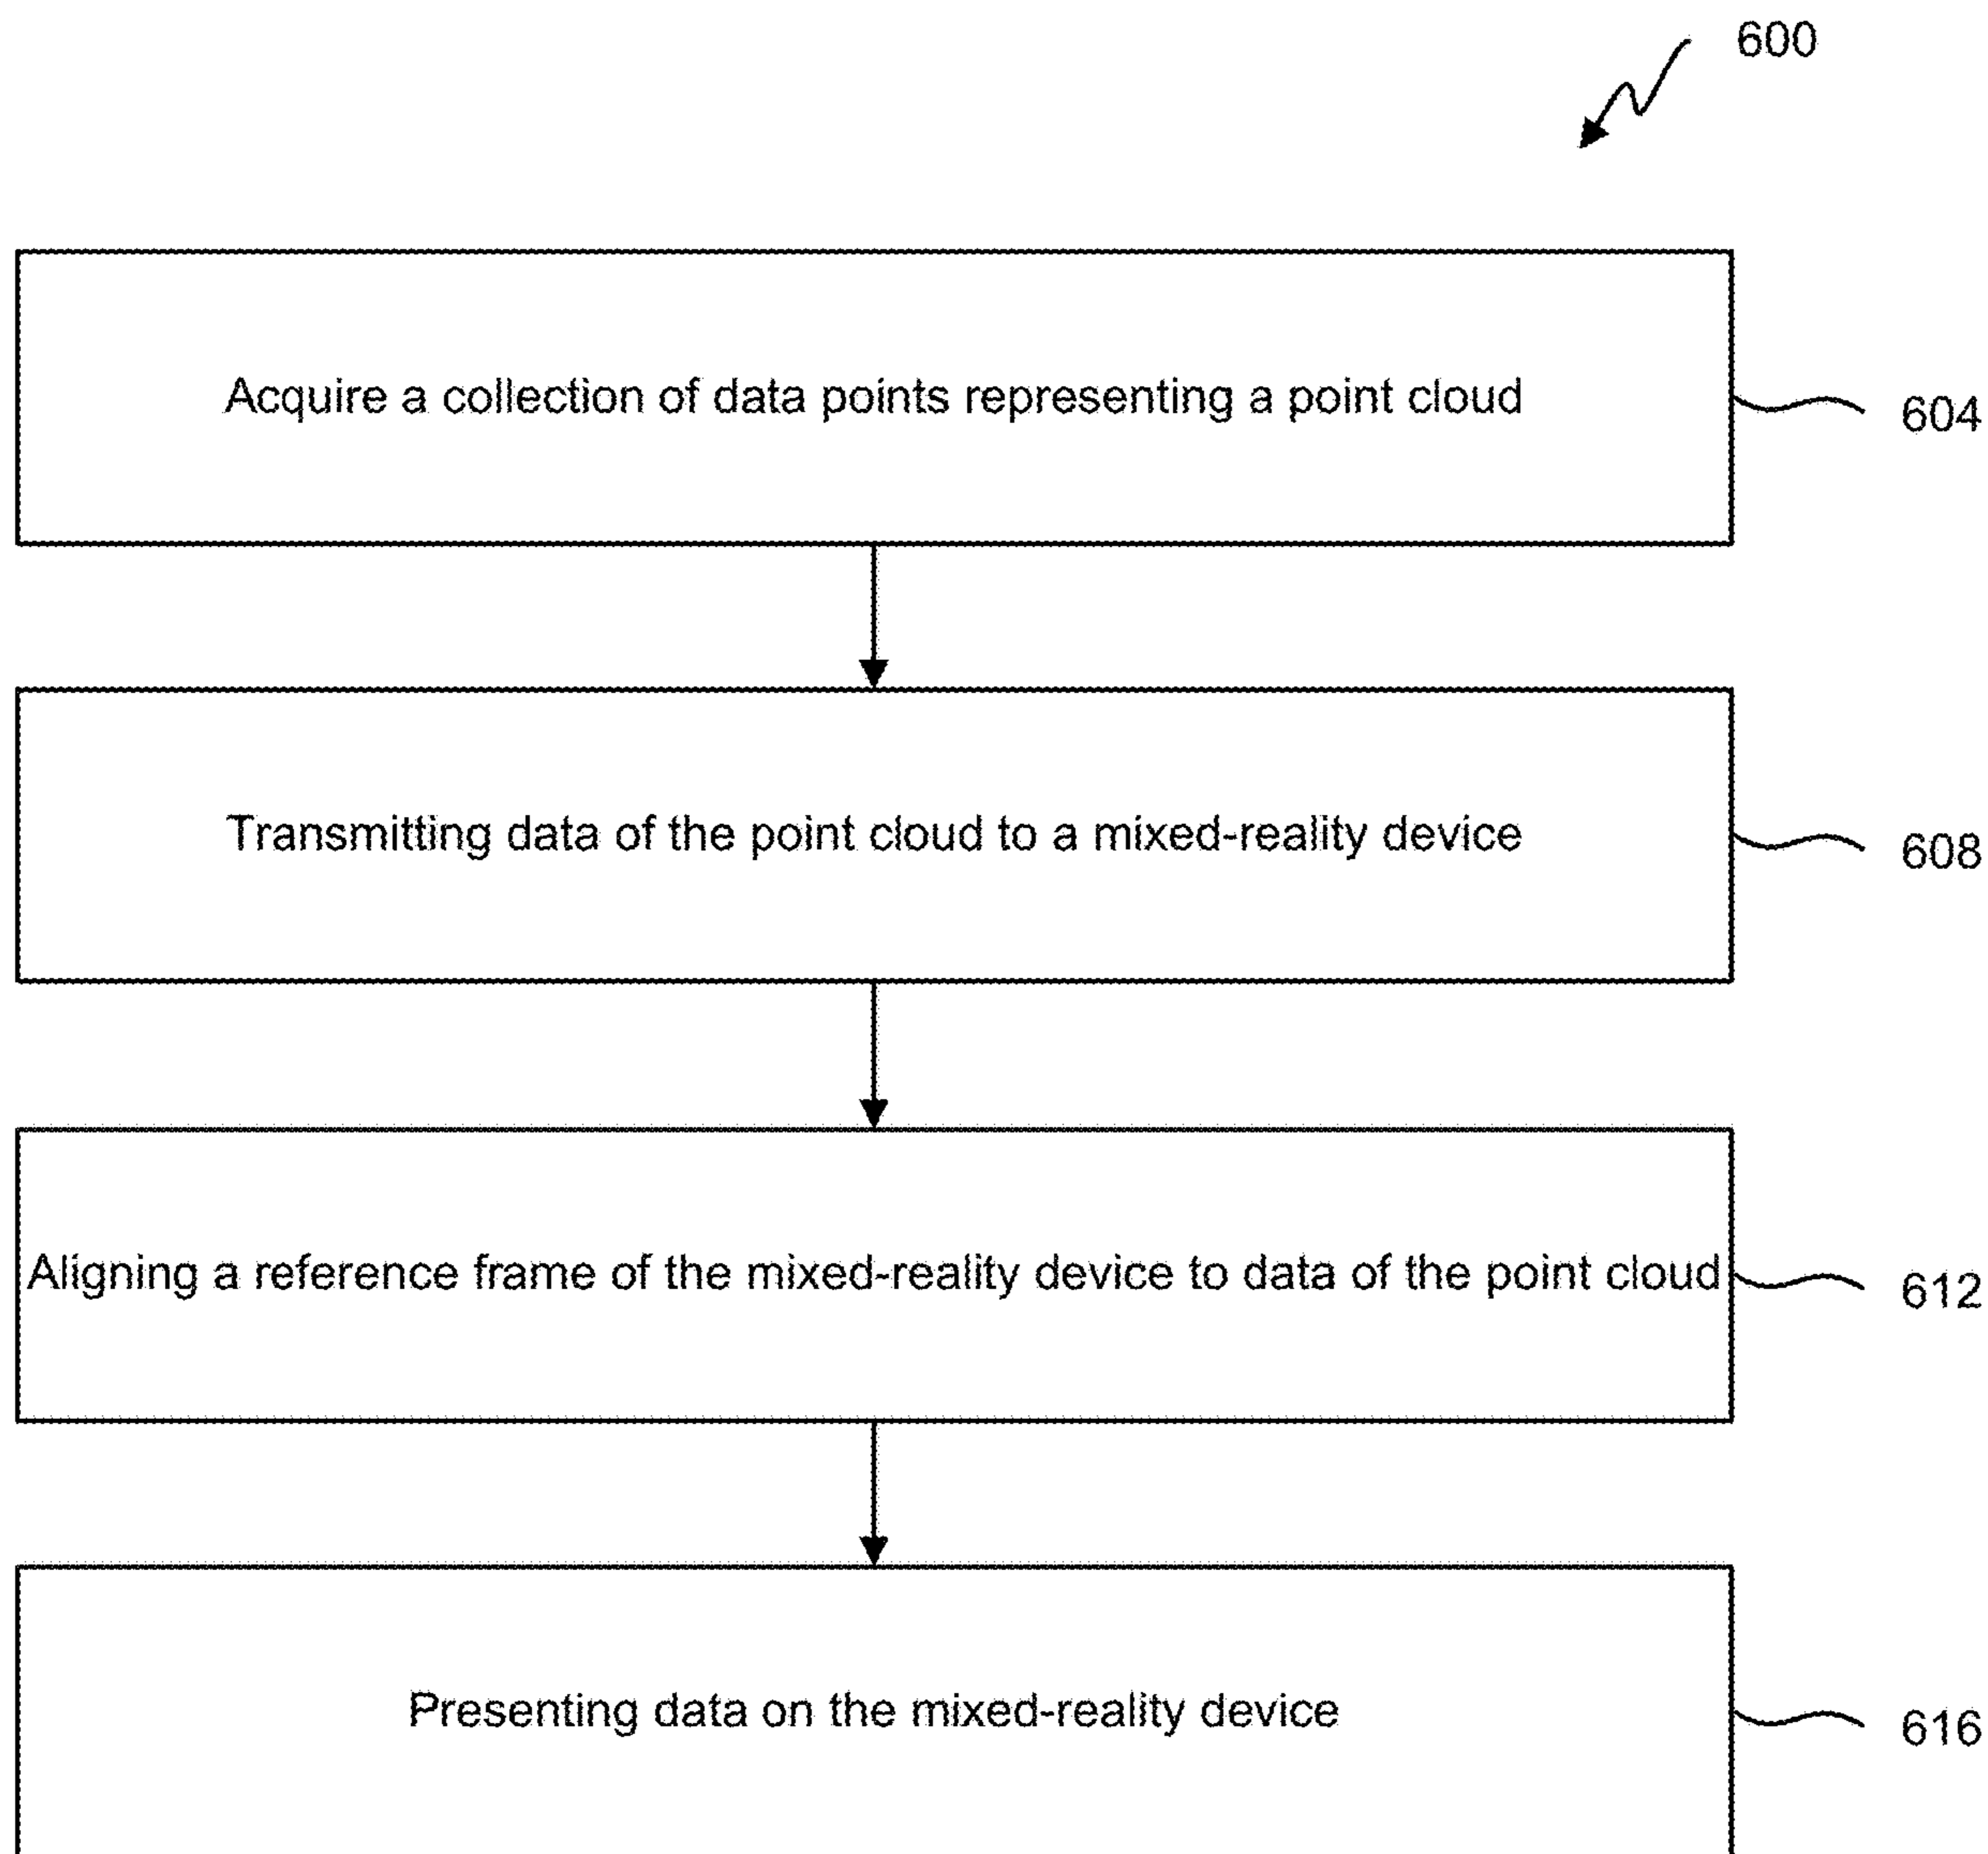 600
Acquire a collection of data points representing a point cloud
604
Transmitting data of the point cloud to a mixed-reality device
608
Aligning a reference frame of the mixed-reality device to data of the point cloud
612
Presenting data on the mixed-reality device
616